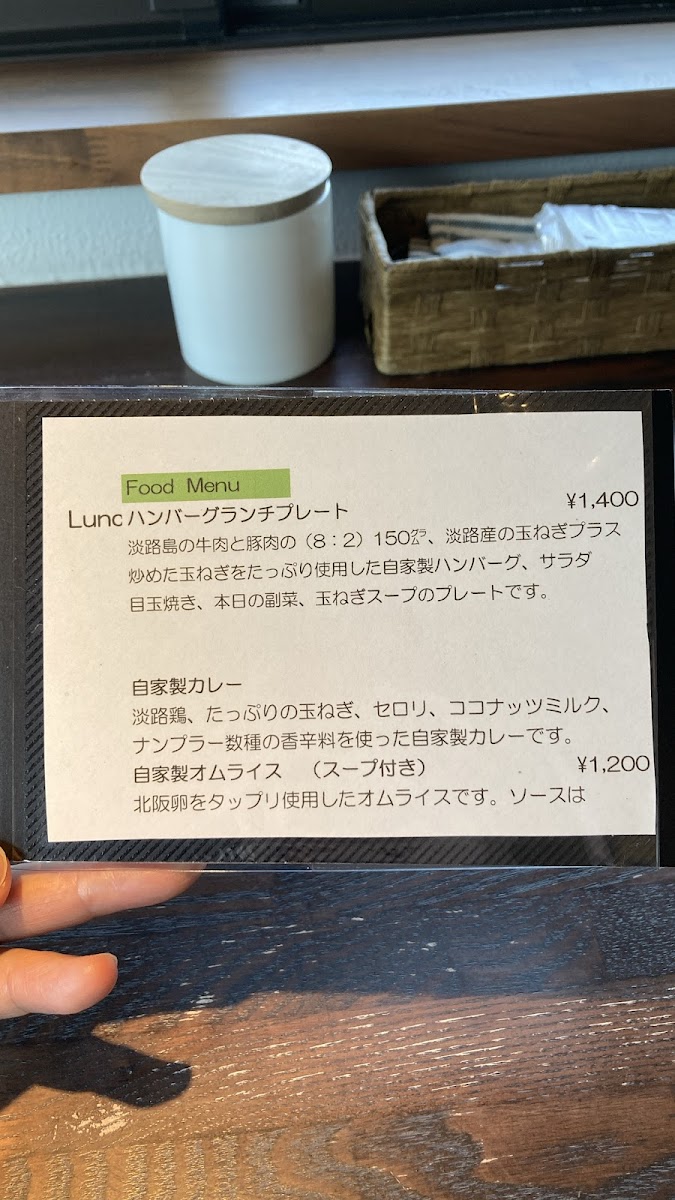 Food Menu
Lunc ハンバーグランチプレート ¥1,400
淡路島の牛肉と豚肉の（8：2）150㌘、淡路産の玉ねぎプラス
炒めた玉ねぎをたっぷり使用した自家製ハンバーグ、サラダ
目玉焼き、本日の副菜、玉ねぎスープのプレートです。
自家製カレー
淡路鶏、たっぷりの玉ねぎ、セロリ、ココナッツミルク、
ナンプラー数種の香辛料を使った自家製カレーです。
自家製オムライス （スープ付き） ¥1,200
北阪卵をタップリ使用したオムライスです。ソースは